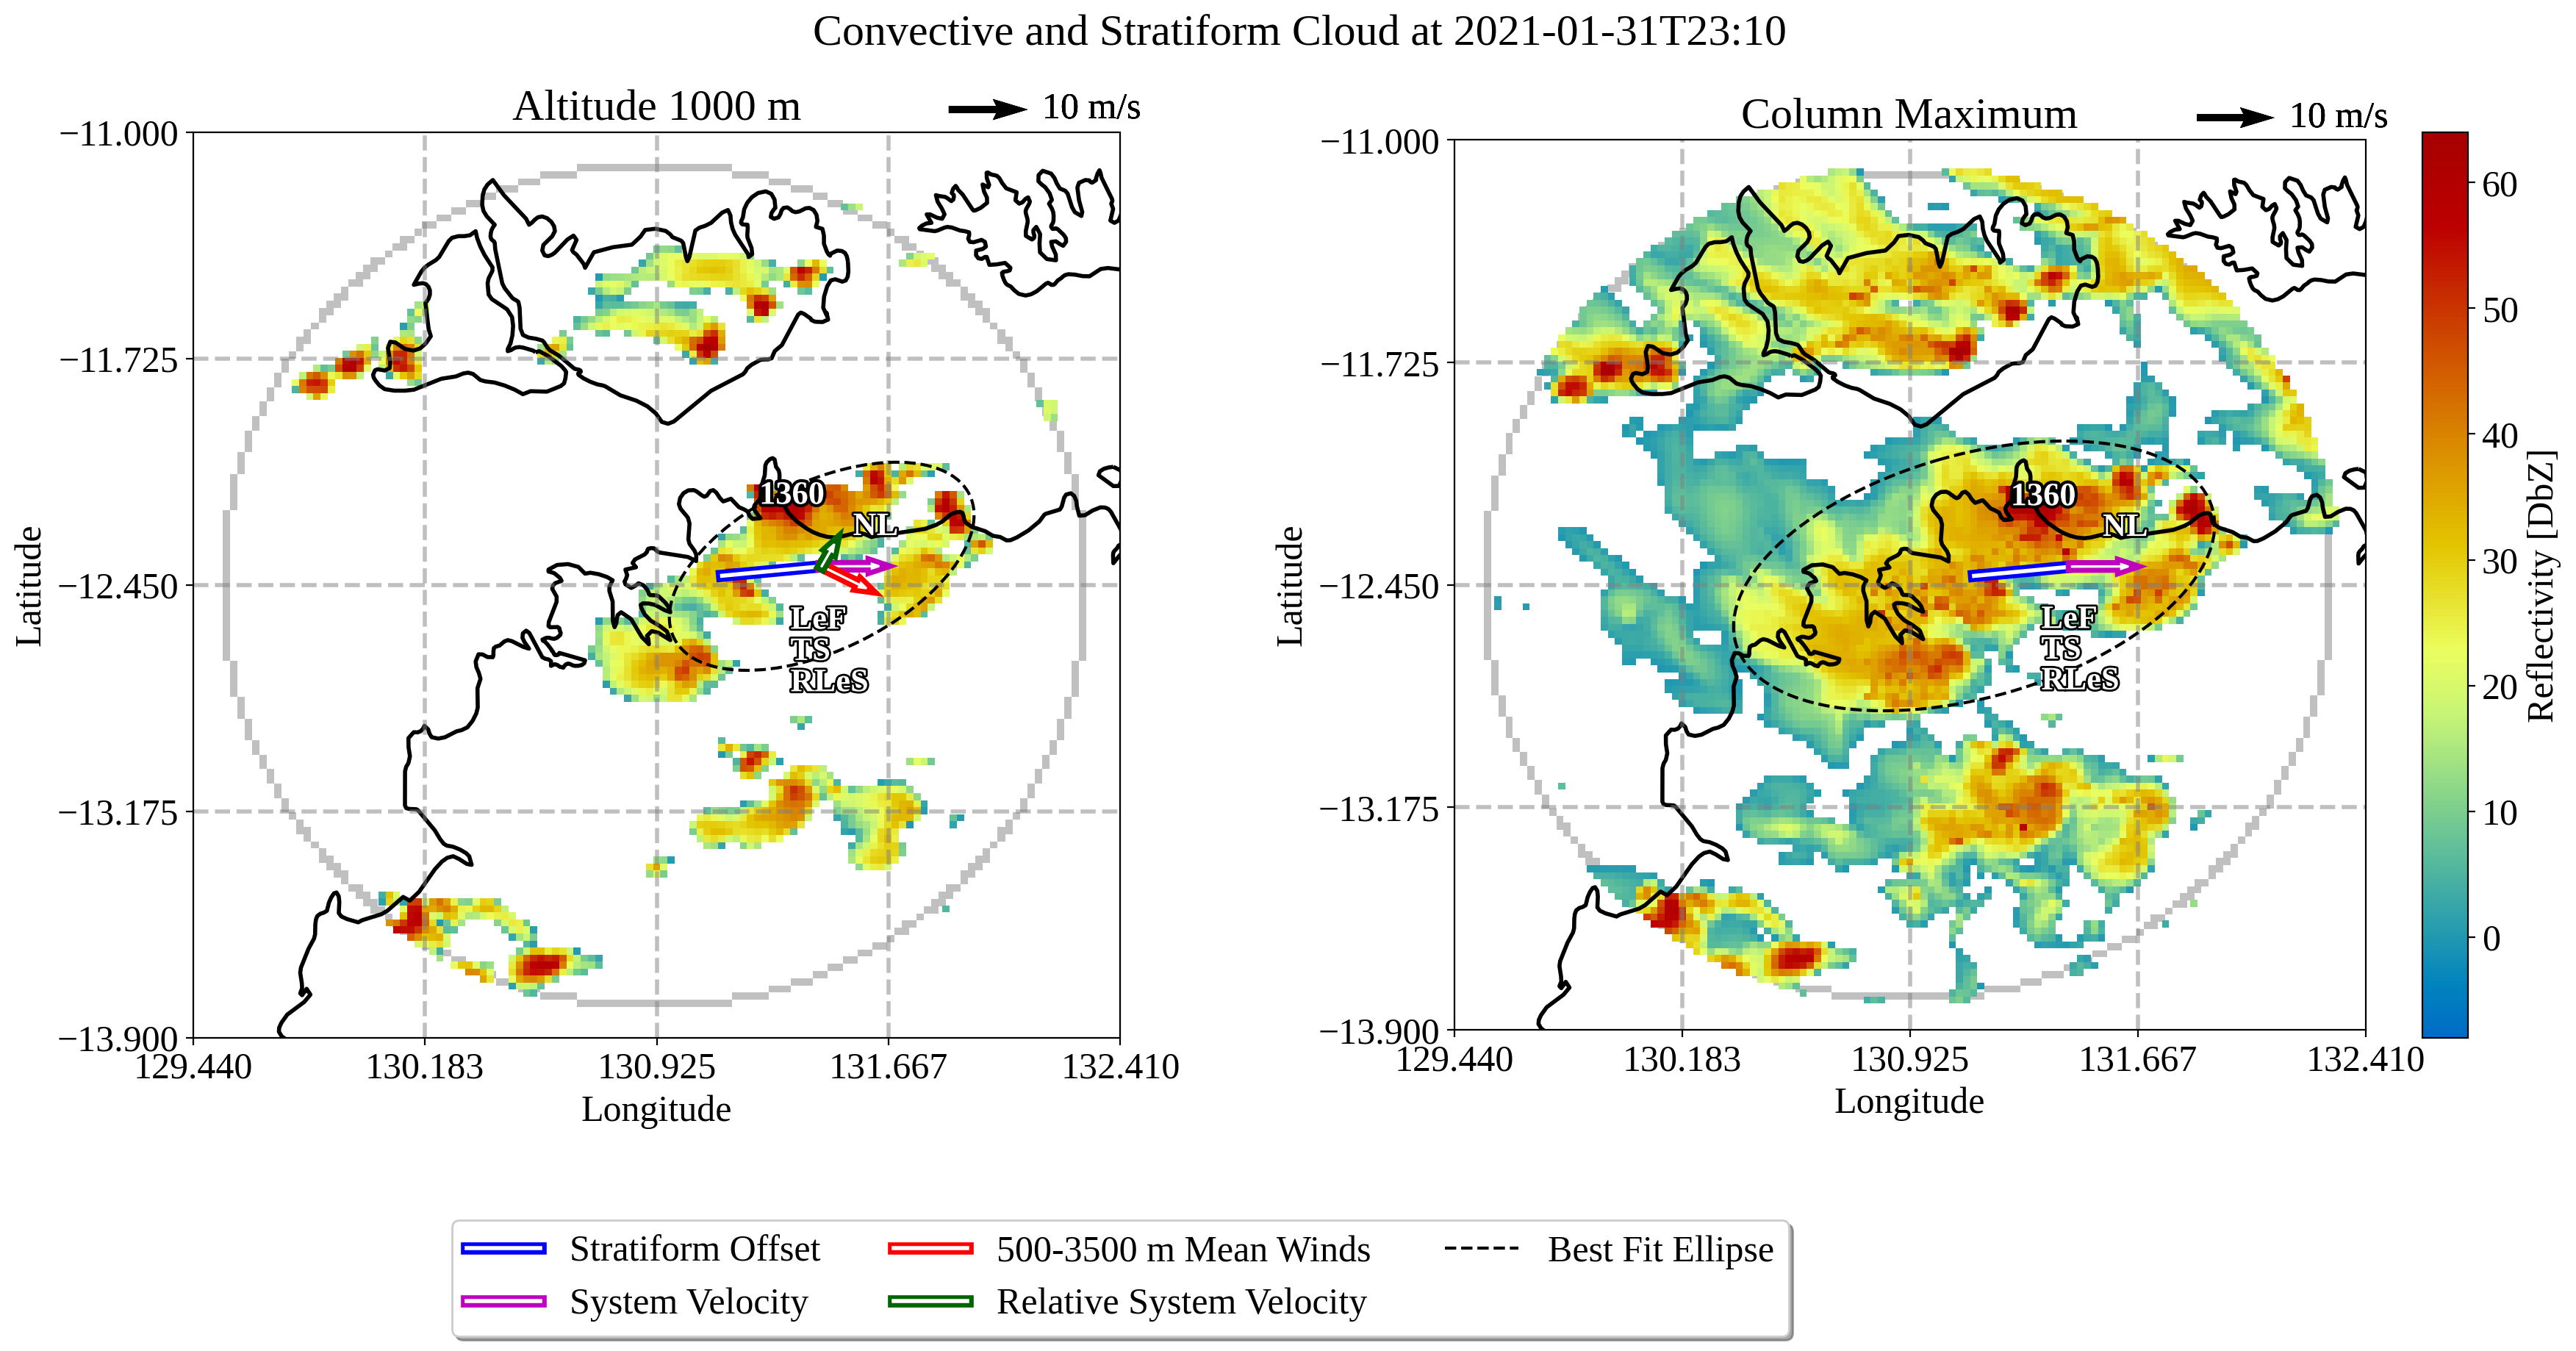 Convective and Stratiform Cloud at 2021-01-31T23:10
Altitude 1000 m
10 m/s
−11.000
−11.725
−12.450
−13.175
−13.900
129.440
130.183
130.925
131.667
132.410
Latitude
Longitude
1360
NL
LeF
TS
RLeS
Column Maximum
10 m/s
−11.000
−11.725
−12.450
−13.175
−13.900
129.440
130.183
130.925
131.667
132.410
Latitude
Longitude
1360
NL
LeF
TS
RLeS
60
50
40
30
20
10
0
Reflectivity [DbZ]
Stratiform Offset
500-3500 m Mean Winds
Best Fit Ellipse
System Velocity
Relative System Velocity